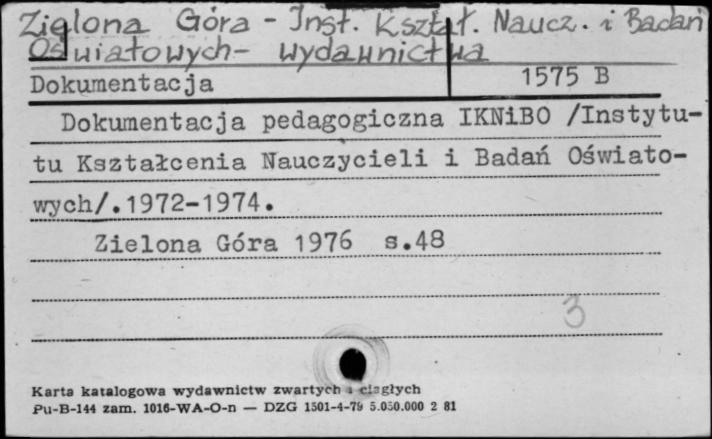 Zielona Góra - Inst. Kształ. Naucz. i Badań
Oświatowych - wydawnictwa
Dokumentacja 1575 B
Dokumentacja pedagogiczna IKNiBO /Instytu-
tu Kształcenia Nauczycieli i Badań Oświato-
wych/.1972-1974.
Zielona Góra 1976 s.48
3
Karta katalogowa wydawnictw zwartych i ciągłych
Pu-B-144 zam. 1016-WA-O-n — DZG 1501-4-79 5.050.000 2 81